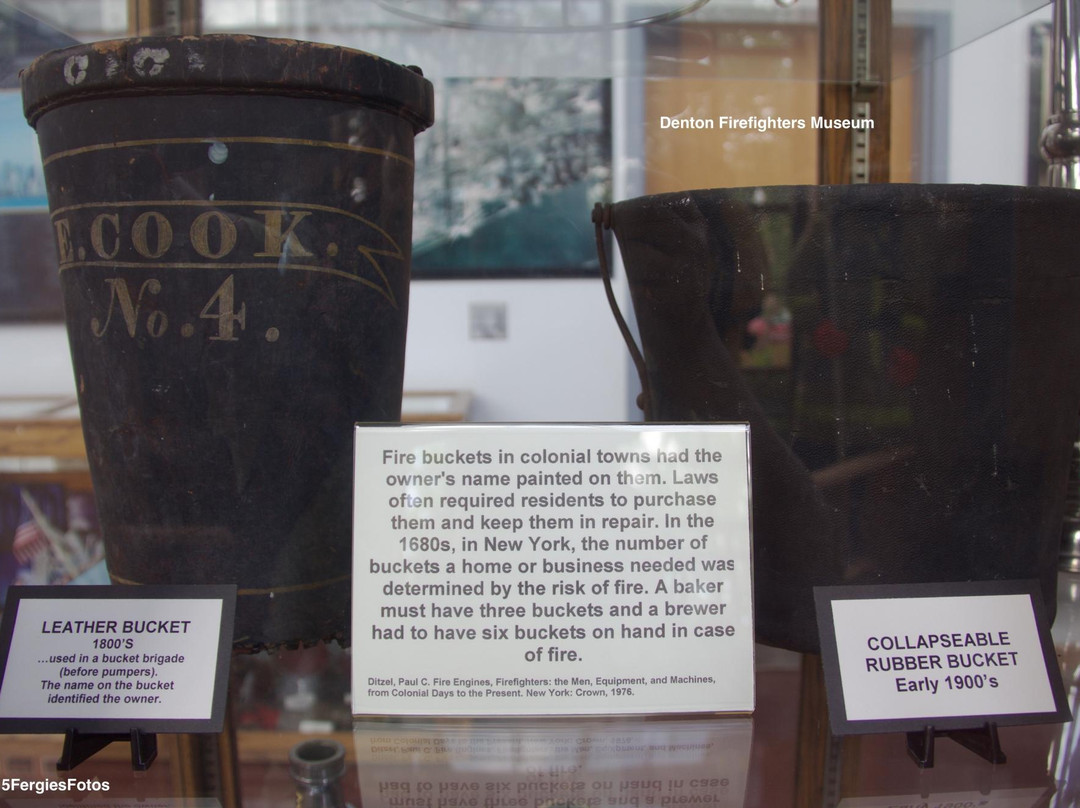 Denton Firefighters Museum
E.COOK.
No.4.
Fire buckets in colonial towns had the
owner's name painted on them. Laws
often required residents to purchase
them and keep them in repair. In the
1680s, in New York, the number of
buckets a home or business needed was
determined by the risk of fire. A baker
must have three buckets and a brewer
had to have six buckets on hand in case
of fire.
Ditzel, Paul C. Fire Engines, Firefighters: the Men, Equipment, and Machines,
from Colonial Days to the Present. New York: Crown, 1976.
LEATHER BUCKET
1800'S
...used in a bucket brigade
(before pumpers).
The name on the bucket
identified the owner.
COLLAPSEABLE
RUBBER BUCKET
Early 1900's
5FergiesFotos